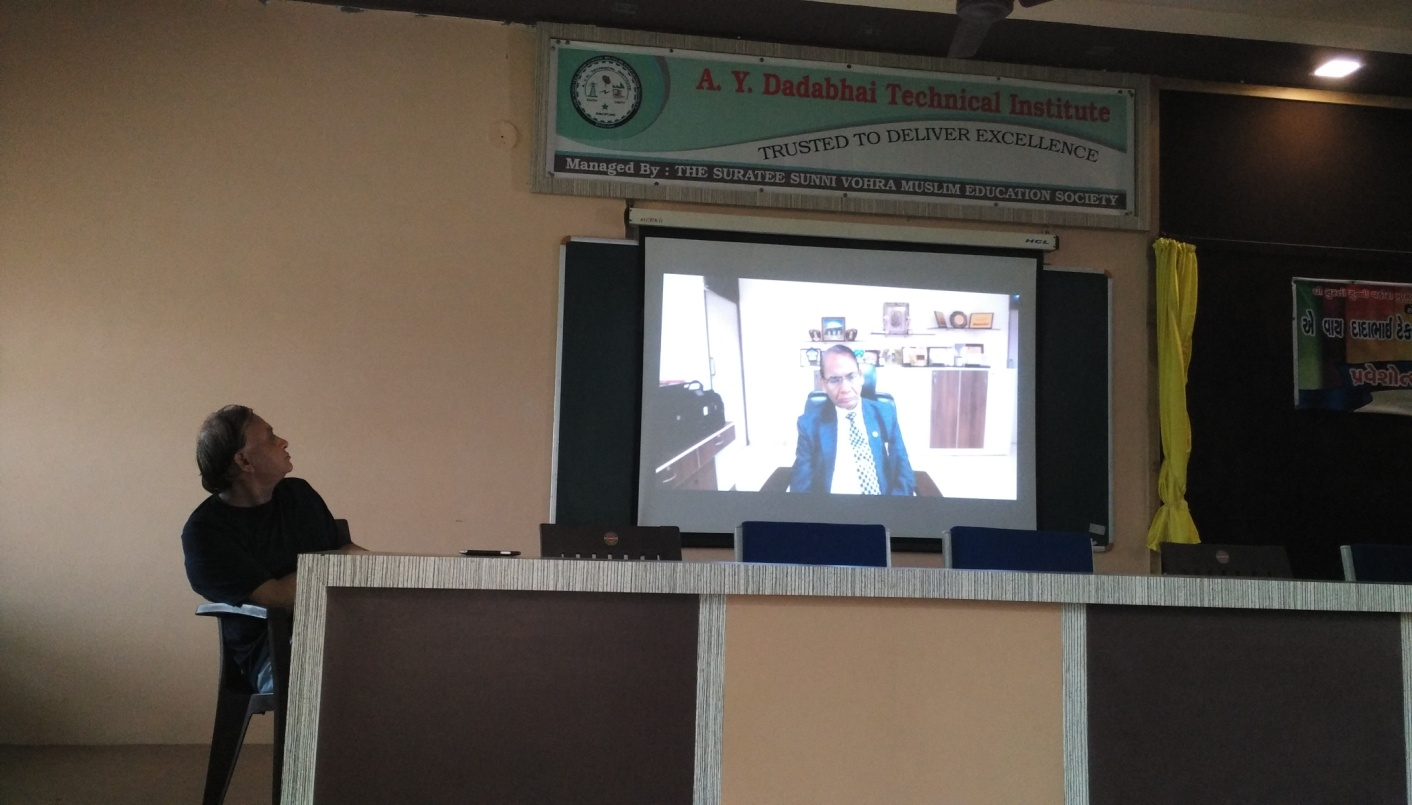 A. Y. Dadabhai Technical Institute
TRUSTED TO DELIVER EXCELLENCE
Managed By : THE SURATEE SUNNI VOHRA MUSLIM EDUCATION SOCIETY
HCL
એ વાય દાદાભાઈ